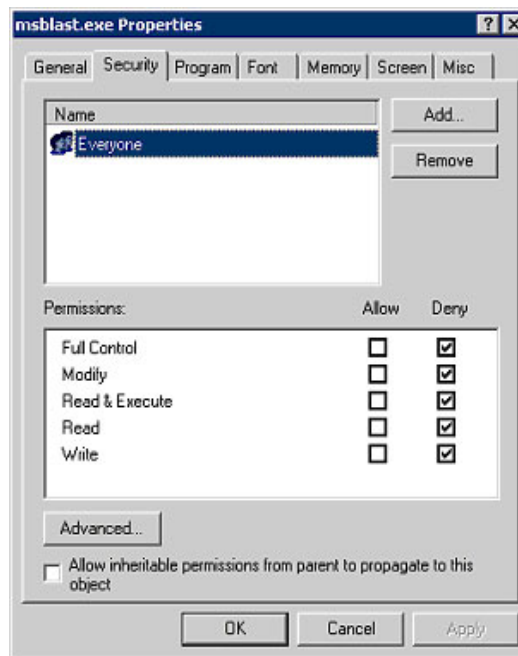 msblast.exe Properties ? X
General Security Program Font Memory Screen Misc
Name
Add...
Everyone
Remove
Permissions: Allow Deny
Full Control
Modify
Read & Execute
Read
Write
Advanced...
Allow inheritable permissions from parent to propagate to this
object
OK Cancel Apply